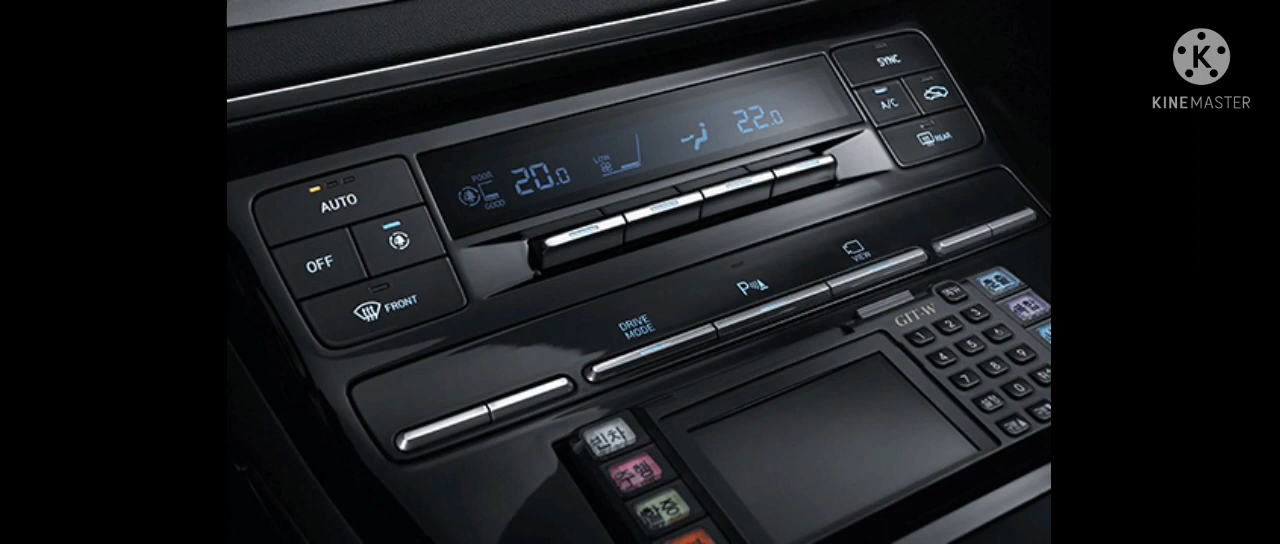 KINEMASTER
SYNC
A/C
REAR
POOR
GOOD
20.0
LOW
22.0
AUTO
OFF
FRONT
DRIVE
MODE
P
VIEW
GIT-W
1 2 3
4 5 6
7 8 9
0
빈차
주행
할증